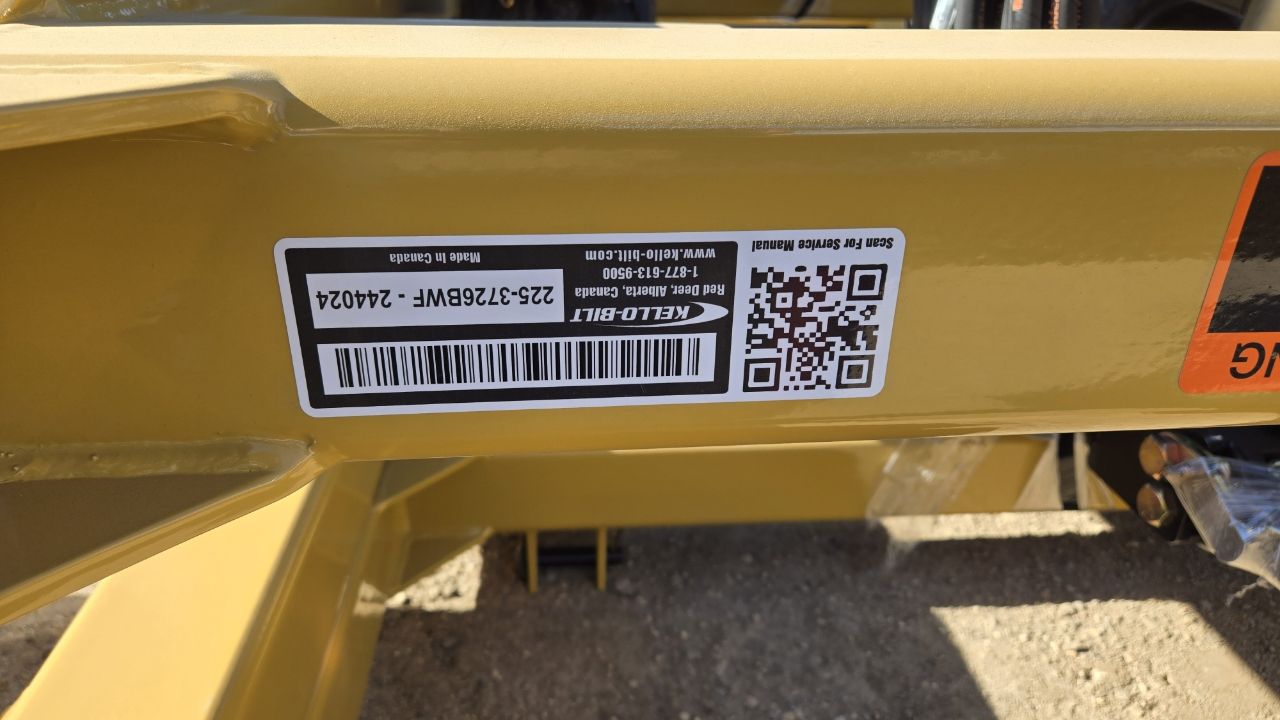 KELLO-BILT
Red Deer, Alberta, Canada
1-877-613-9500
www.kello-bilt.com
225-3726BWF - 244024
Made In Canada
Scan For Service Manual
NG